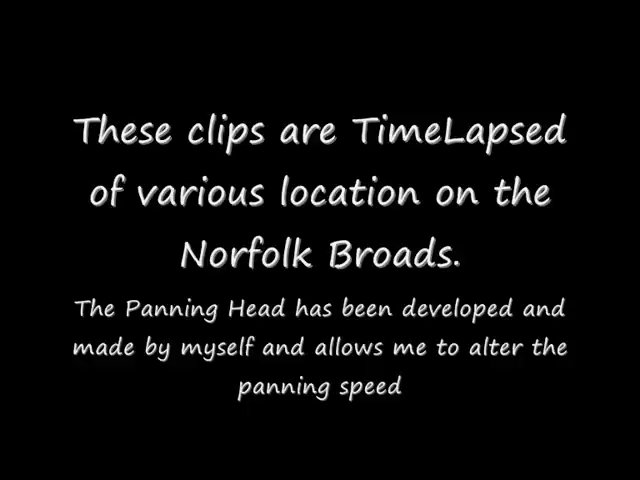 These clips are TimeLapsed
of various location on the
Norfolk Broads.
The Panning Head has been developed and
made by myself and allows me to alter the
panning speed